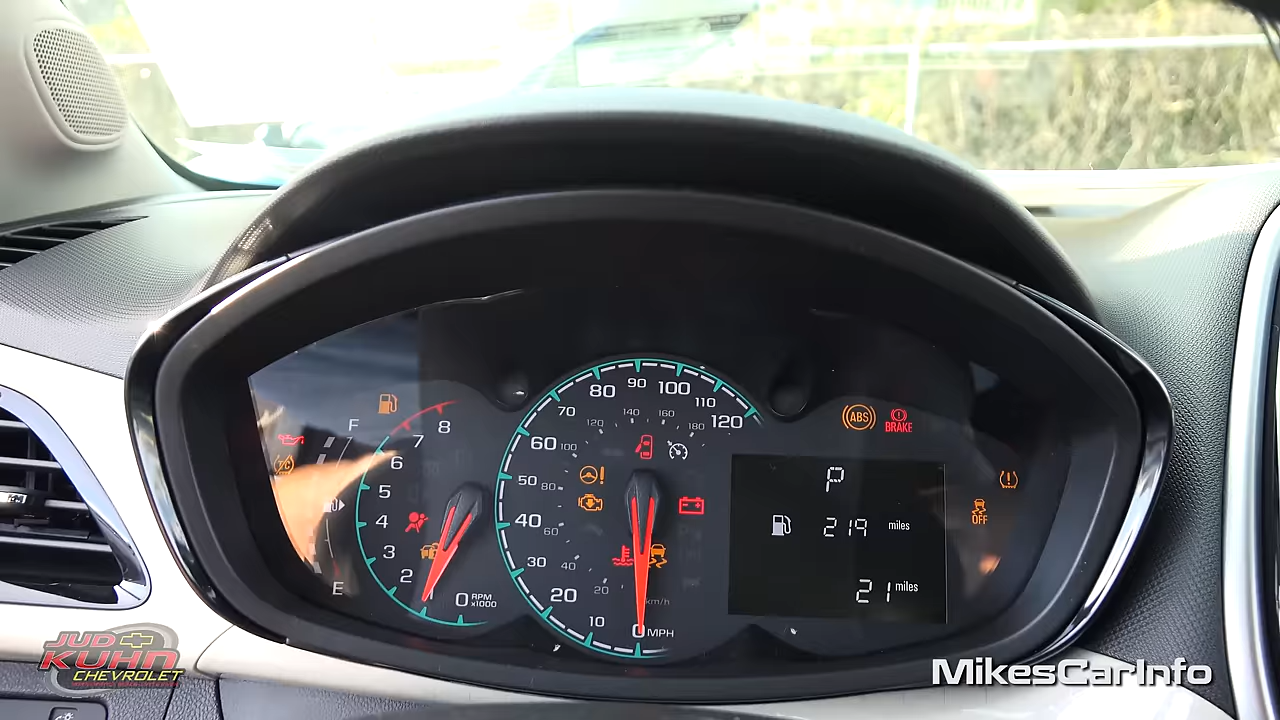 F
E
8
7
6
5
4
3
2
0 RPM x1000
10
20
30
40
50
60
70
80
90
100
110
120
20
40
60
80
100
120
140
160
180
km/h
0 MPH
ABS
BRAKE
OFF
TC
P
219 miles
21 miles
JUD
KUHN
CHEVROLET
MikesCarInfo